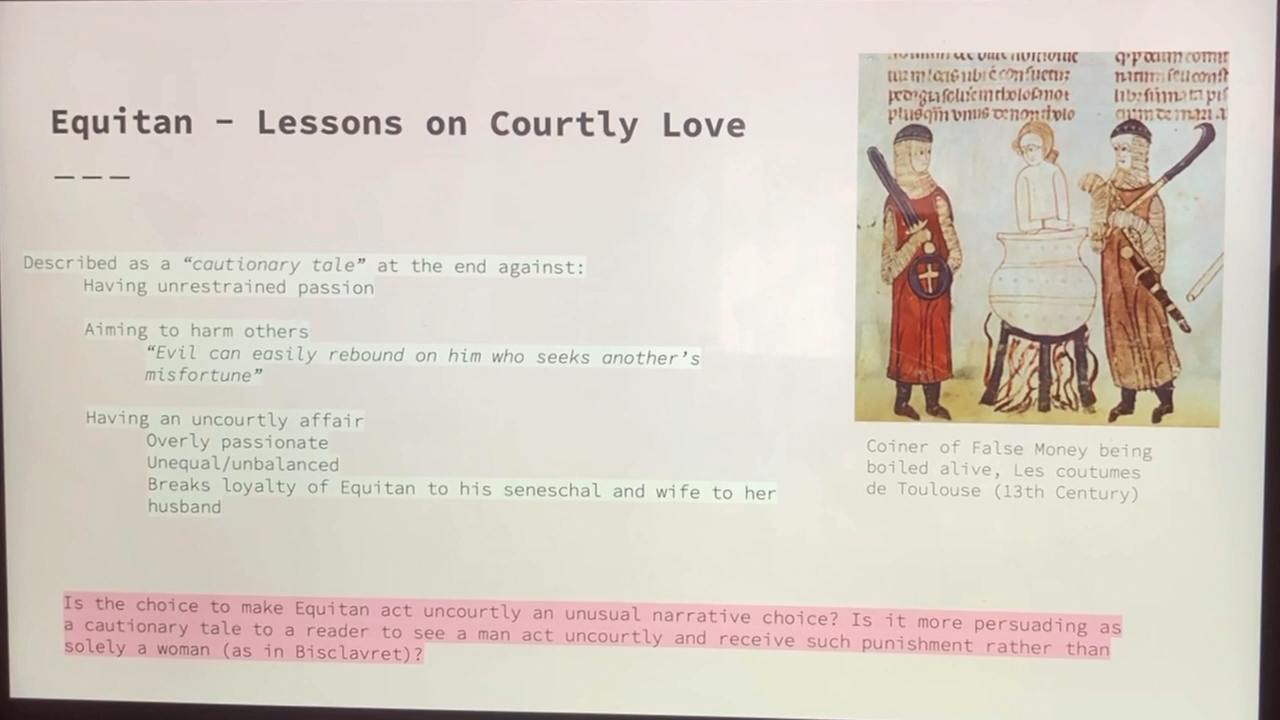 Equitan – Lessons on Courtly Love
Described as a “cautionary tale” at the end against:
Having unrestrained passion
Aiming to harm others
“Evil can easily rebound on him who seeks another’s
misfortune”
Having an uncourtly affair
Overly passionate
Unequal/unbalanced
Breaks loyalty of Equitan to his seneschal and wife to her
husband
Coiner of False Money being
boiled alive, Les coutumes
de Toulouse (13th Century)
Is the choice to make Equitan act uncourtly an unusual narrative choice? Is it more persuading as
a cautionary tale to a reader to see a man act uncourtly and receive such punishment rather than
solely a woman (as in Bisclavret)?